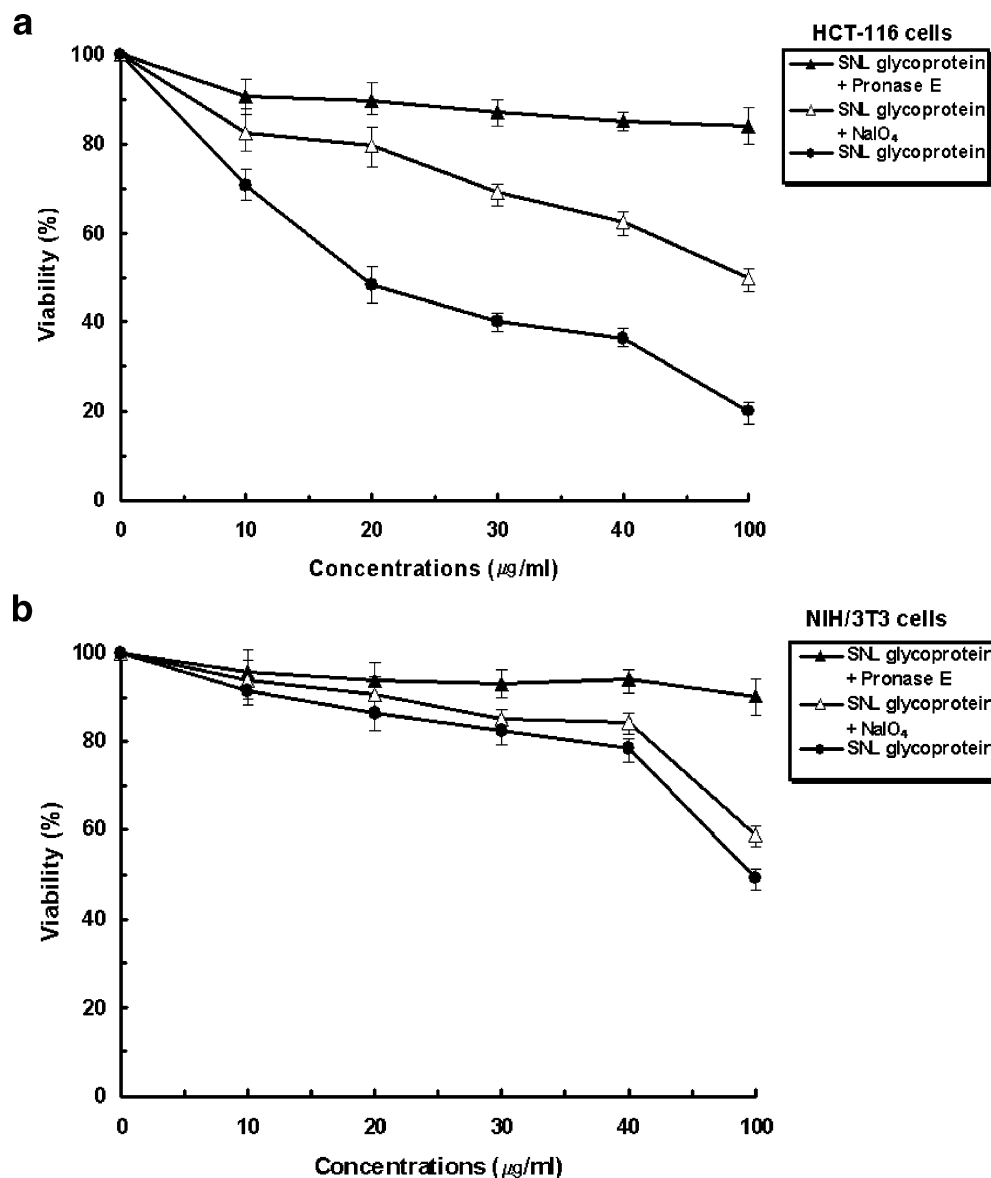 a
HCT-116 cells
SNL glycoprotein
+ Pronase E
SNL glycoprotein
+ NaIO₄
SNL glycoprotein
100
80
60
40
20
0
Viability (%)
0 10 20 30 40 100
Concentrations (㎍/ml)
b
NIH/3T3 cells
SNL glycoprotein
+ Pronase E
SNL glycoprotein
+ NaIO₄
SNL glycoprotein
100
80
60
40
20
0
Viability (%)
0 10 20 30 40 100
Concentrations (㎍/ml)